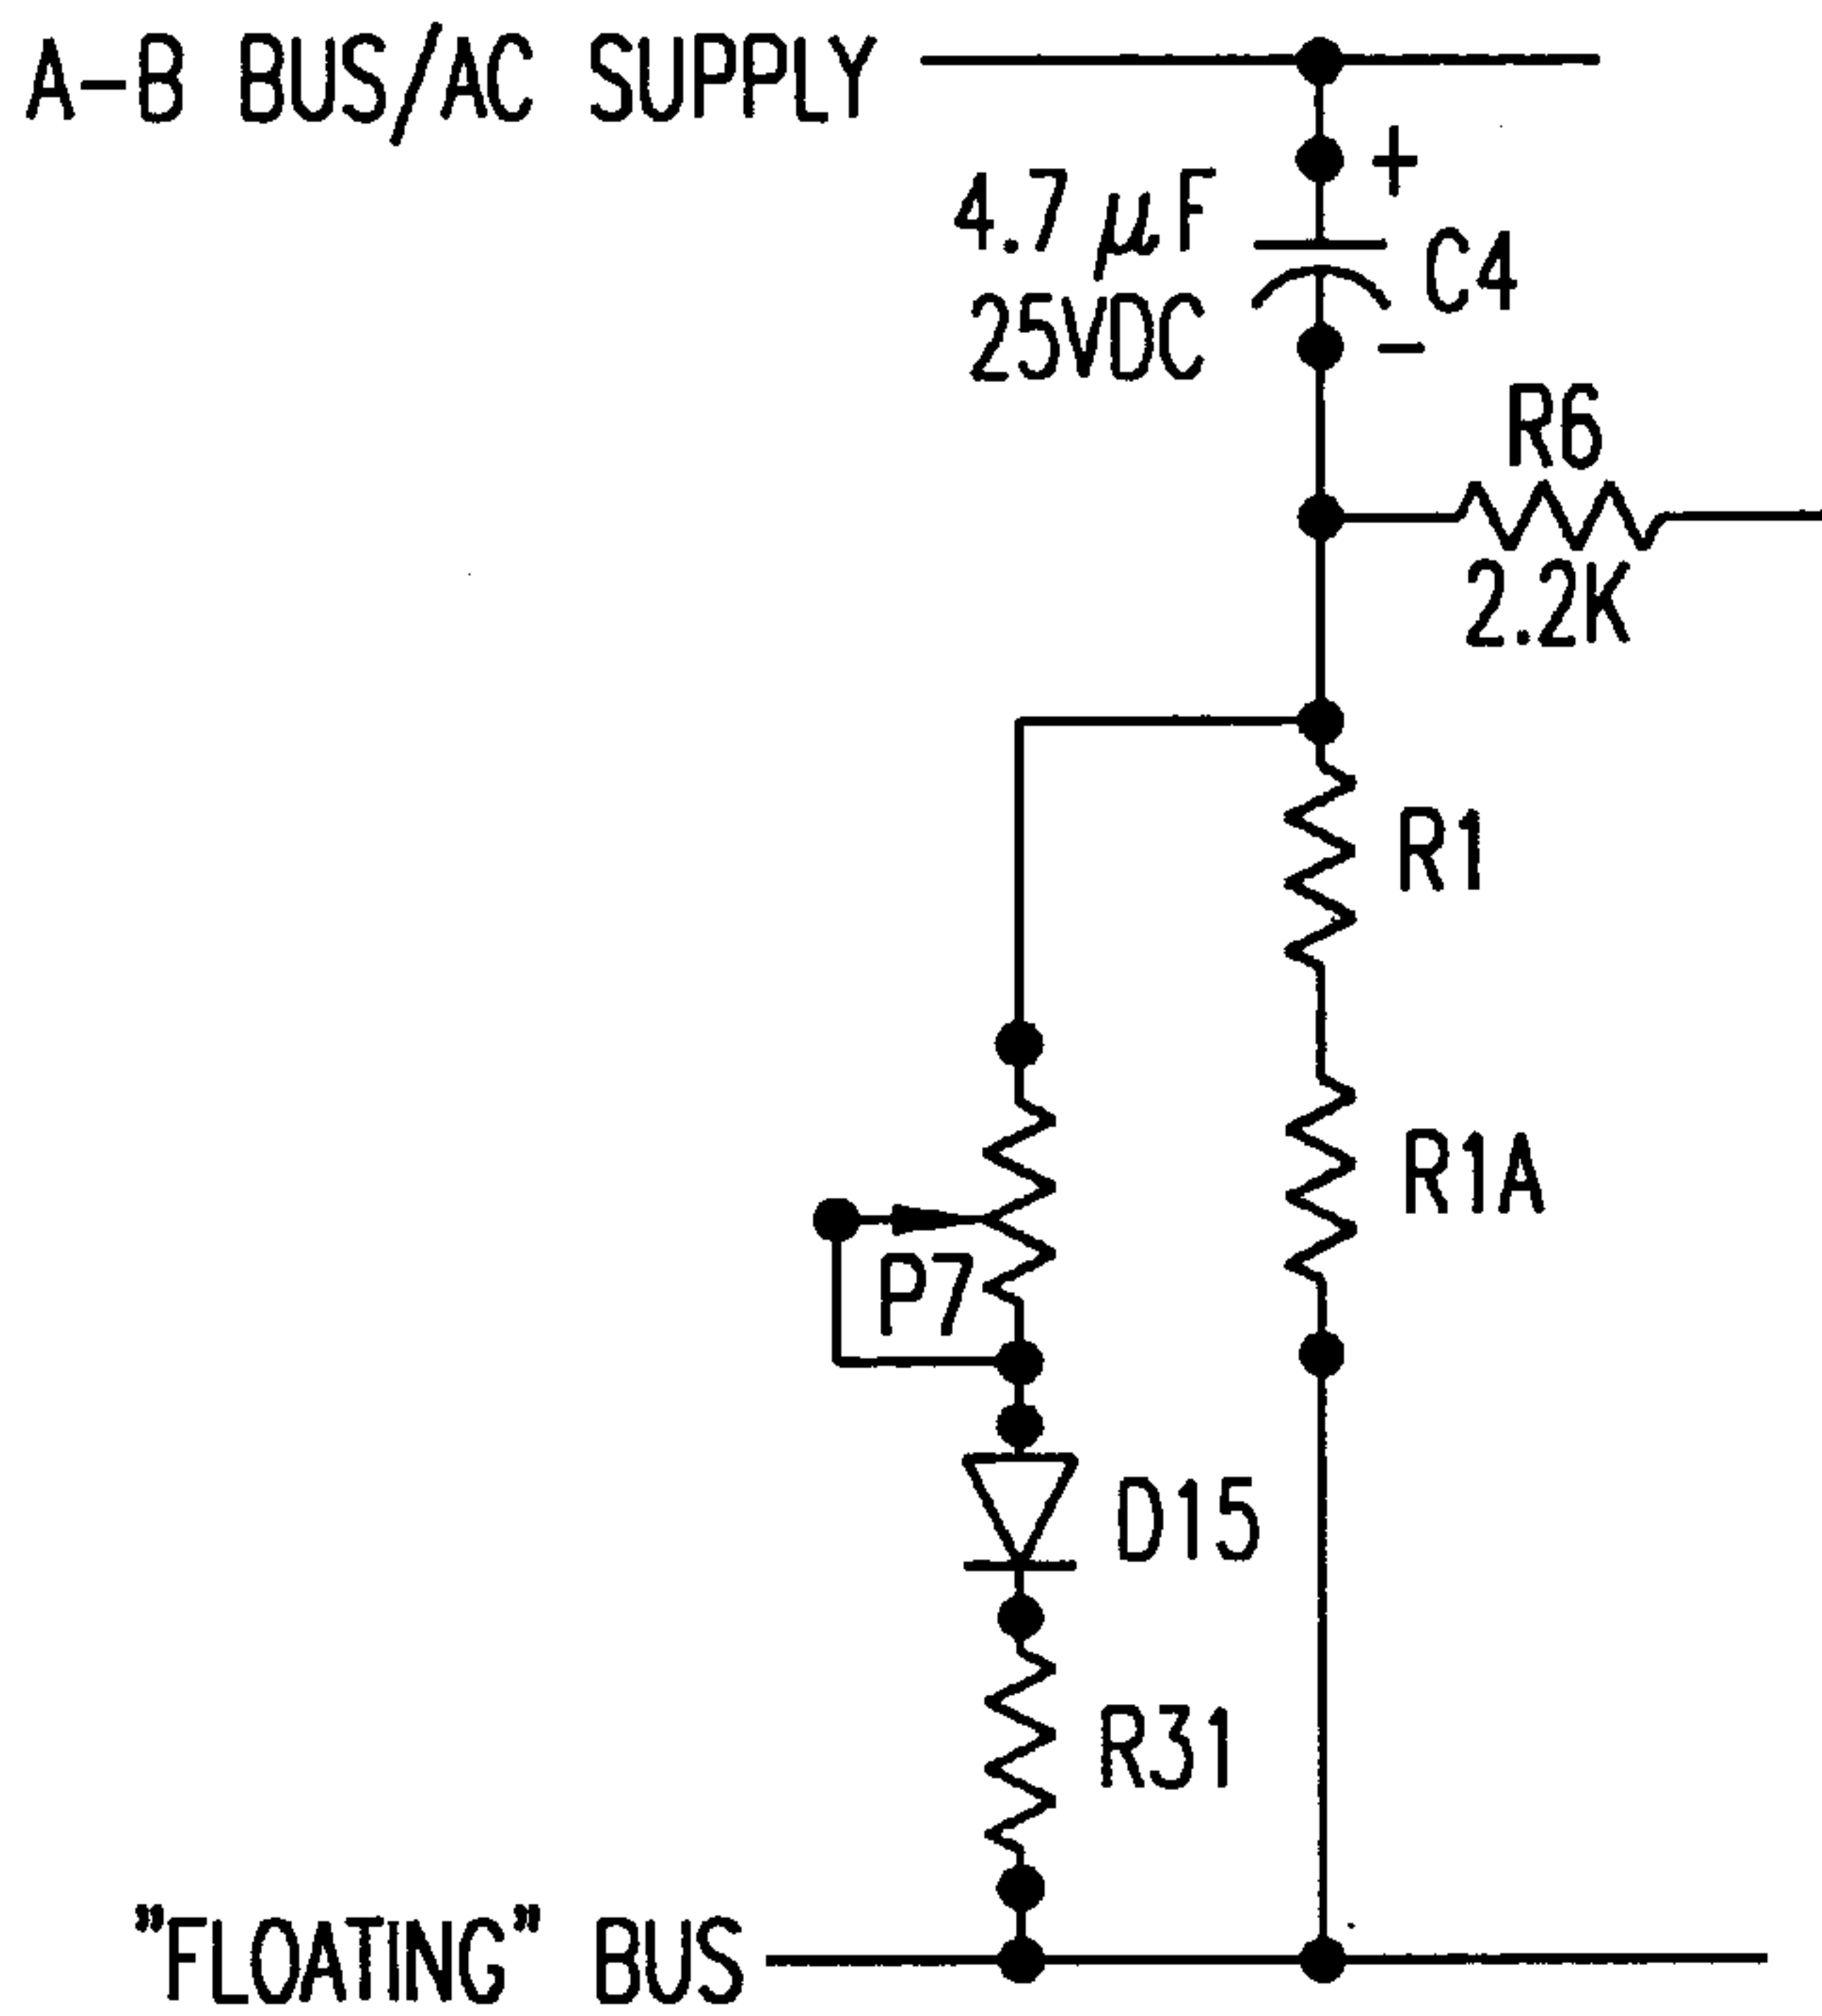 A-B BUS/AC SUPPLY
+
4.7 µF
25VDC
C4
-
R6
2.2K
R1
R1A
P7
D15
R31
"FLOATING" BUS